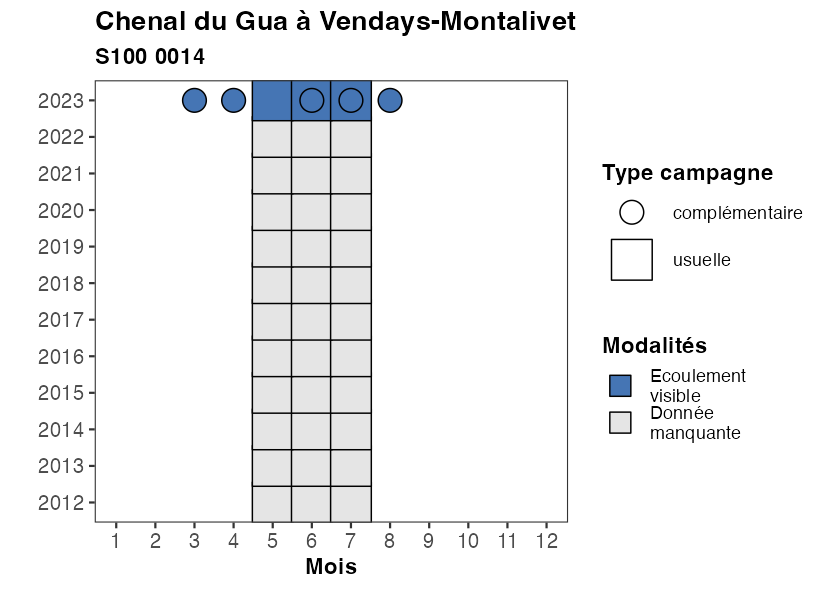 Chenal du Gua à Vendays-Montalivet
S100 0014
2023
2022
2021
2020
2019
2018
2017
2016
2015
2014
2013
2012
1 2 3 4 5 6 7 8 9 10 11 12
Mois
Type campagne
complémentaire
usuelle
Modalités
Ecoulement
visible
Donnée
manquante